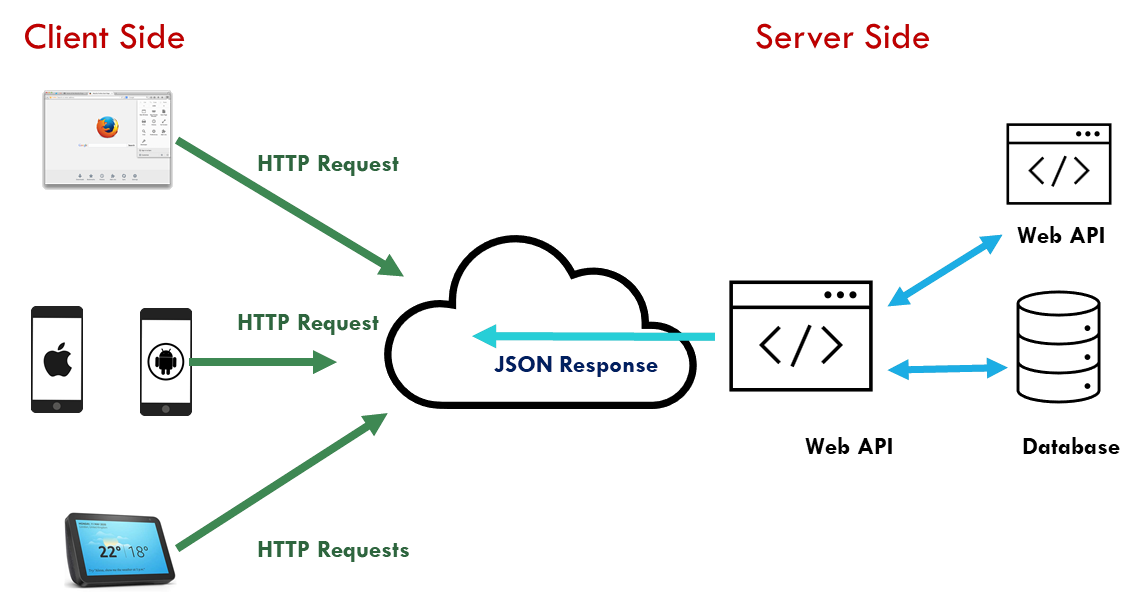 Client Side
Server Side
HTTP Request
Web API
HTTP Request
JSON Response
Web API
Database
22° 18°
HTTP Requests